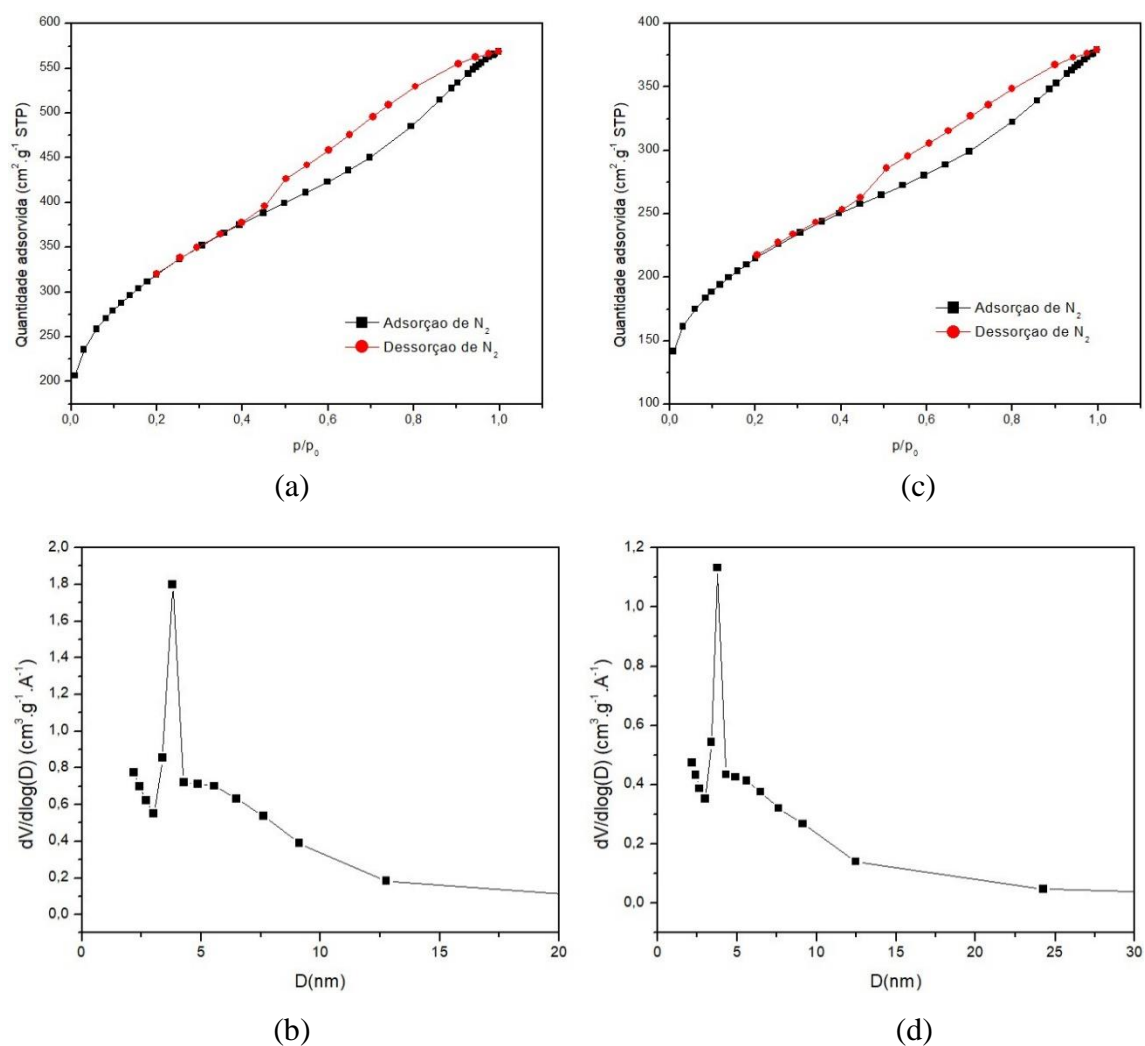 600
550
500
450
400
350
300
250
200
Quantidade adsorvida (cm².g⁻¹ STP)
Adsorçao de N₂
Dessorçao de N₂
0,0 0,2 0,4 0,6 0,8 1,0
p/p₀
(a)
400
350
300
250
200
150
100
Quantidade adsorvida (cm².g⁻¹ STP)
Adsorçao de N₂
Dessorçao de N₂
0,0 0,2 0,4 0,6 0,8 1,0
p/p₀
(c)
2,0
1,8
1,6
1,4
1,2
1,0
0,8
0,6
0,4
0,2
0,0
dV/dlog(D) (cm³.g⁻¹.A⁻¹)
0 5 10 15 20
D(nm)
(b)
1,2
1,0
0,8
0,6
0,4
0,2
0,0
dV/dlog(D) (cm³.g⁻¹.A⁻¹)
0 5 10 15 20 25 30
D(nm)
(d)